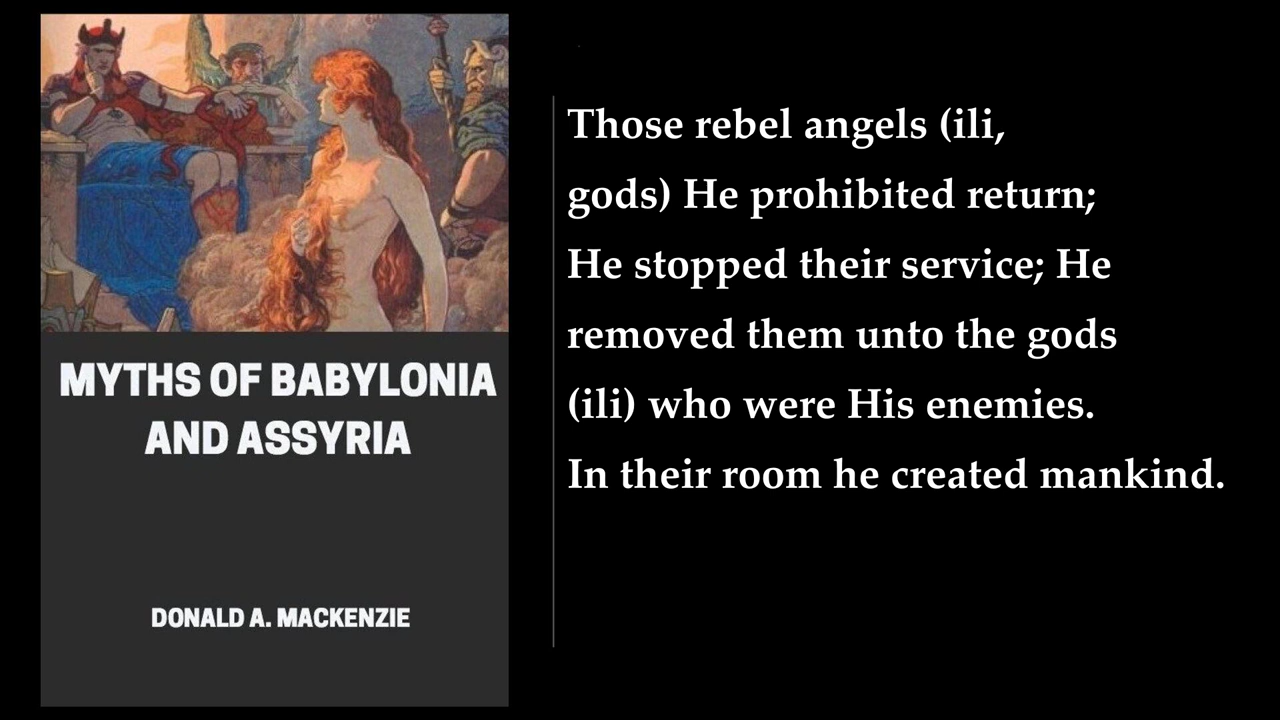 MYTHS OF BABYLONIA
AND ASSYRIA
DONALD A. MACKENZIE
Those rebel angels (ili,
gods) He prohibited return;
He stopped their service; He
removed them unto the gods
(ili) who were His enemies.
In their room he created mankind.